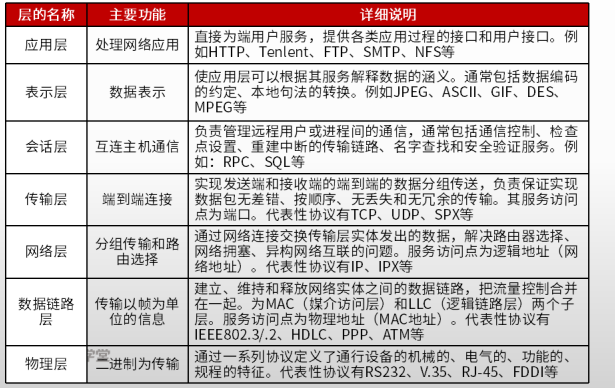 层的名称 主要功能 详细说明
应用层 处理网络应用 直接为端用户服务，提供各类应用过程的接口和用户接口。例
如HTTP、Tenlent、FTP、SMTP、NFS等
表示层 数据表示 使应用层可以根据其服务解释数据的涵义。通常包括数据编码
的约定、本地句法的转换。例如JPEG、ASCII、GIF、DES、
MPEG等
会话层 互连主机通信 负责管理远程用户或进程间的通信，通常包括通信控制、检查
点设置、重建中断的传输链路、名字查找和安全验证服务。例
如：RPC、SQL等
传输层 端到端连接 实现发送端和接收端的端到端的数据分组传送，负责保证实现
数据包无差错、按顺序、无丢失和无冗余的传输。其服务访问
点为端口。代表性协议有TCP、UDP、SPX等
网络层 分组传输和路
由选择 通过网络连接交换传输层实体发出的数据，解决路由器选择、
网络拥塞、异构网络互联的问题。服务访问点为逻辑地址（网
络地址）。代表性协议有IP、IPX等
数据链路
层 传输以帧为单
位的信息 建立、维持和释放网络实体之间的数据链路，把流量控制合并
在一起。为MAC（媒介访问层）和LLC（逻辑链路层）两个子
层。服务访问点为物理地址（MAC地址）。代表性协议有
IEEE802.3/.2、HDLC、PPP、ATM等
物理层 二进制为传输 通过一系列协议定义了通行设备的机械的、电气的、功能的、
规程的特征。代表性协议有RS232、V.35、RJ-45、FDDI等